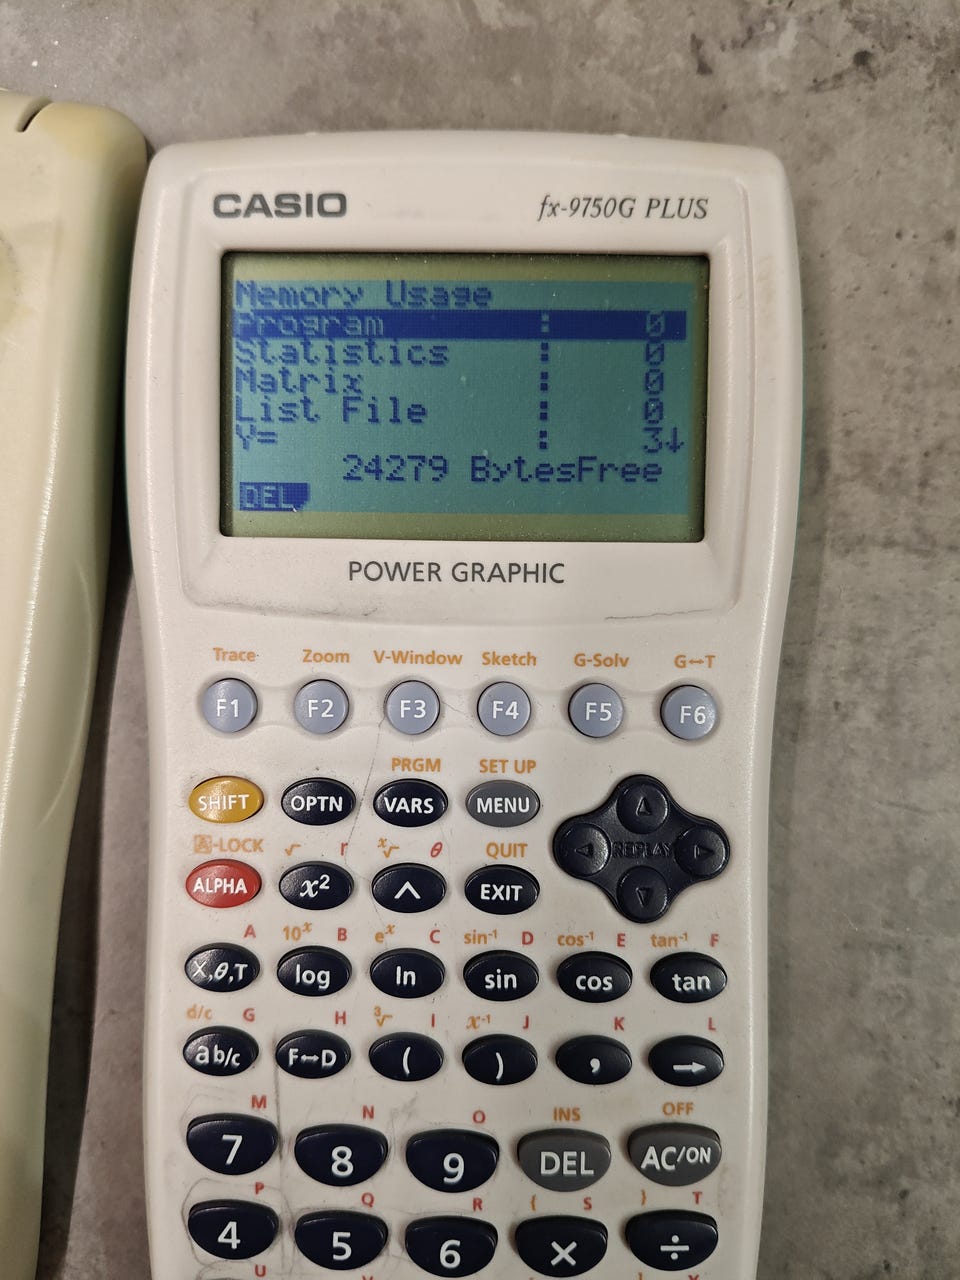 CASIO fx-9750G PLUS
Memory Usage
Program : 0
Statistics : 0
Matrix : 0
List File : 0
Y= : 3↓
24279 BytesFree
DEL
POWER GRAPHIC
Trace Zoom V-Window Sketch G-Solv G↔T
F1 F2 F3 F4 F5 F6
PRGM SET UP
SHIFT OPTN VARS MENU
REPLAY
A-LOCK √ r ˣ√ θ QUIT
ALPHA x² ^ EXIT
A 10ˣ B eˣ C sin⁻¹ D cos⁻¹ E tan⁻¹ F
X,θ,T log ln sin cos tan
d/c G H ³√ I x⁻¹ J K L
a b/c F↔D ( ) , →
M N O INS OFF
7 8 9 DEL AC/ON
P Q R { S } T
4 5 6 × ÷
U